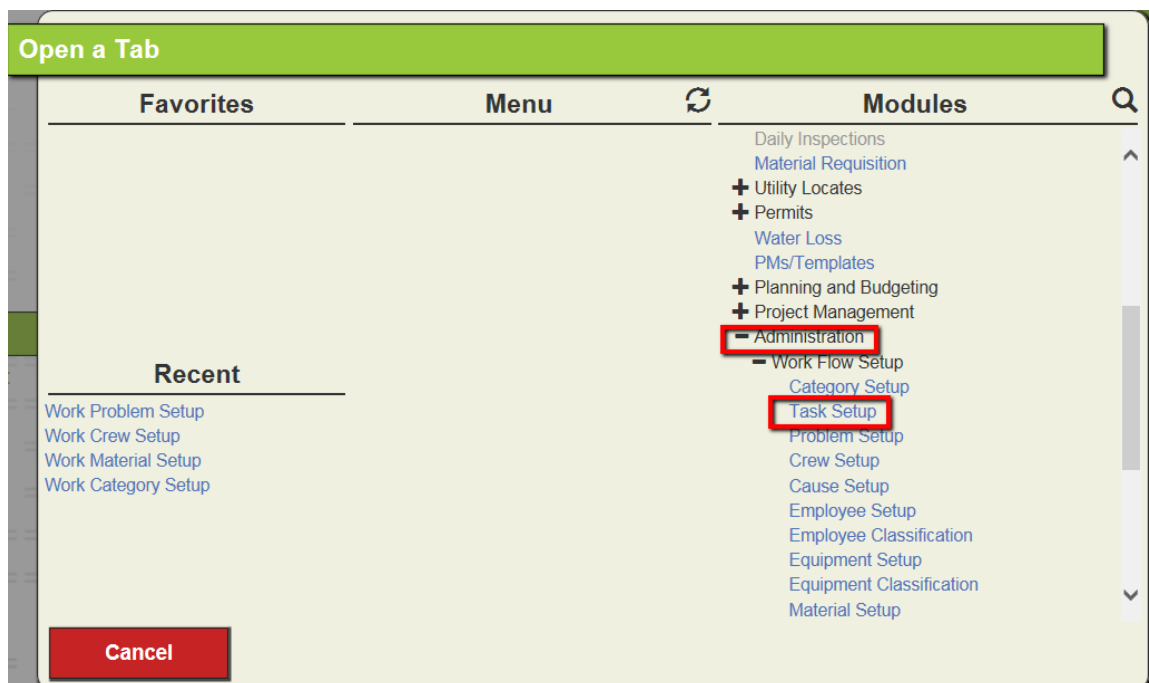 Open a Tab
Favorites
Menu
Modules
Daily Inspections
Material Requisition
Utility Locates
Permits
Water Loss
PMs/Templates
Planning and Budgeting
Project Management
Administration
Work Flow Setup
Category Setup
Task Setup
Problem Setup
Crew Setup
Cause Setup
Employee Setup
Employee Classification
Equipment Setup
Equipment Classification
Material Setup
Recent
Work Problem Setup
Work Crew Setup
Work Material Setup
Work Category Setup
Cancel